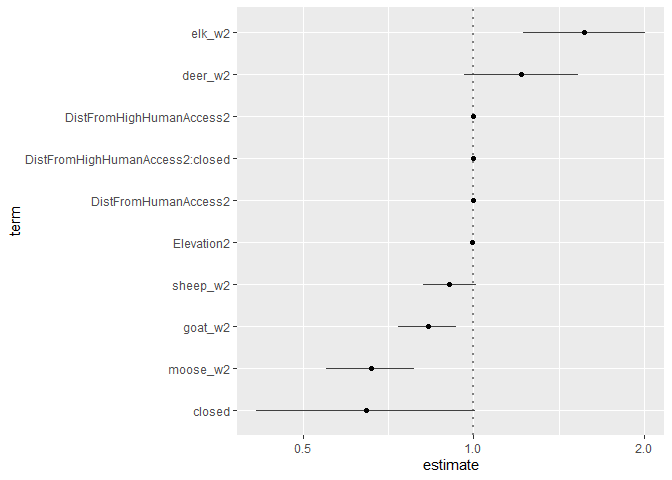 elk_w2
deer_w2
DistFromHighHumanAccess2
DistFromHighHumanAccess2:closed
DistFromHumanAccess2
Elevation2
sheep_w2
goat_w2
moose_w2
closed
term
0.5 1.0 2.0
estimate